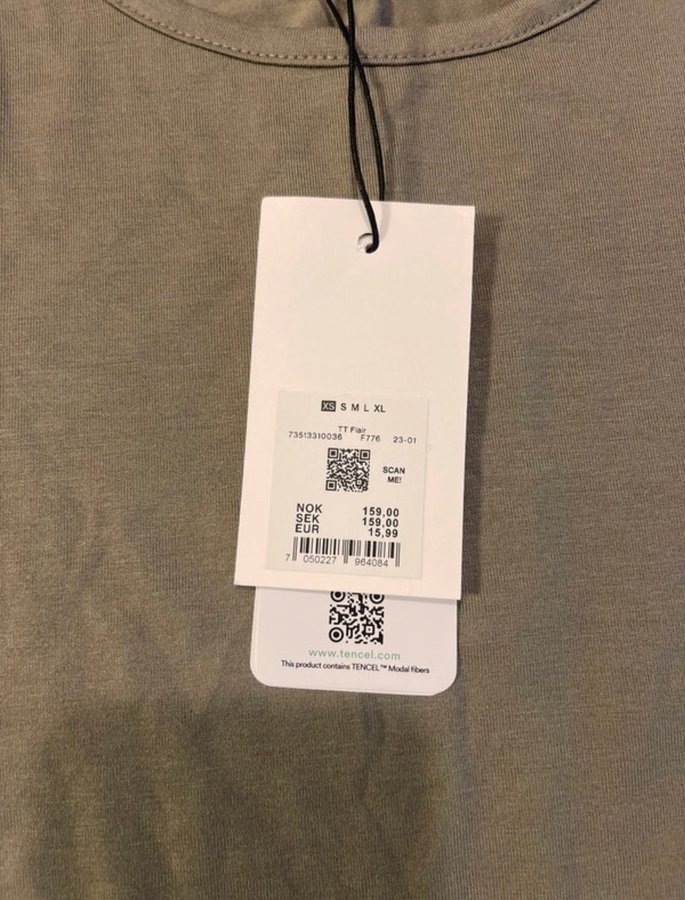 XS S M L XL
TT Flair
73513310036 F776 23-01
SCAN
ME!
NOK 159,00
SEK 159,00
EUR 15,99
7 050227 964084
www.tencel.com
This product contains TENCEL™ Modal fibers